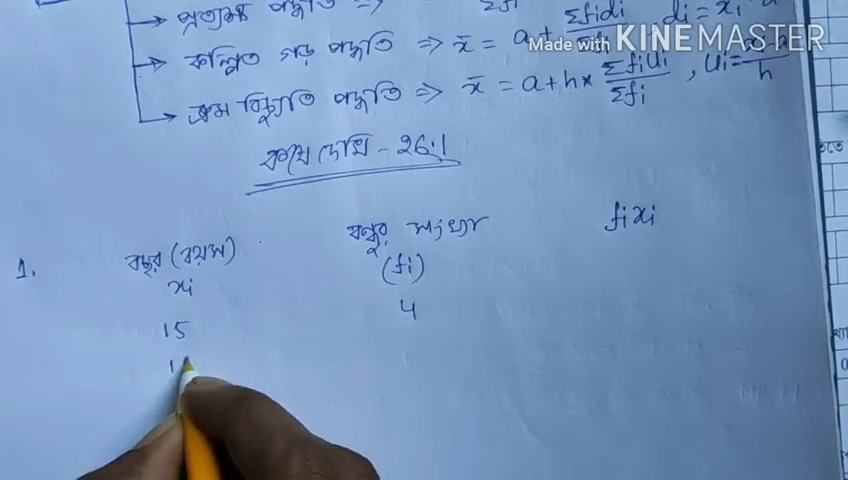 প্রত্যক্ষ পদ্ধতি ⇒ Σfi
কল্পিত গড় পদ্ধতি ⇒ x̄ = a + Σfidi , di = xi - a
Made with KINEMASTER
ক্রম বিচ্যুতি পদ্ধতি ⇒ x̄ = a + h × Σfiui / Σfi , ui = h
কষে দেখি - 26.1
1. বছর (বয়স) বন্ধুর সংখ্যা fixi
xi (fi)
15 4
1